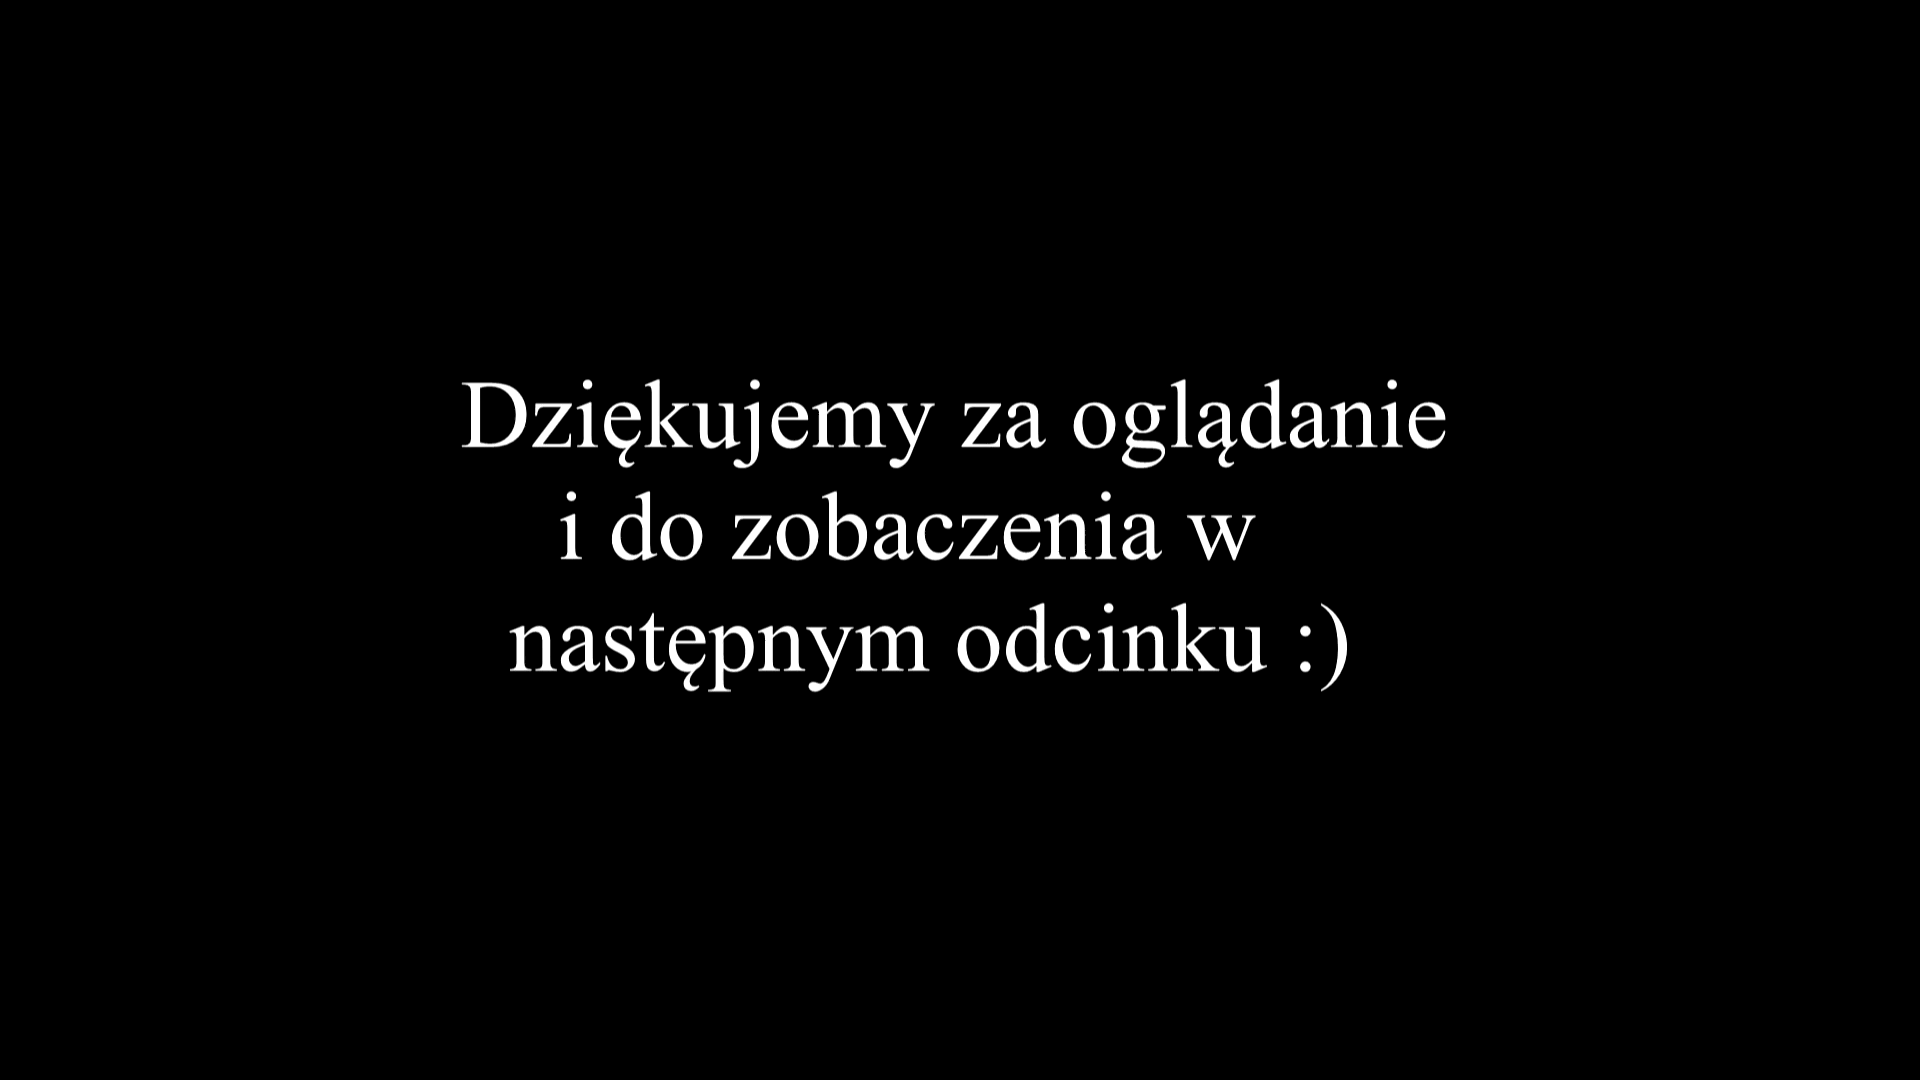 Dziękujemy za oglądanie
i do zobaczenia w
następnym odcinku :)